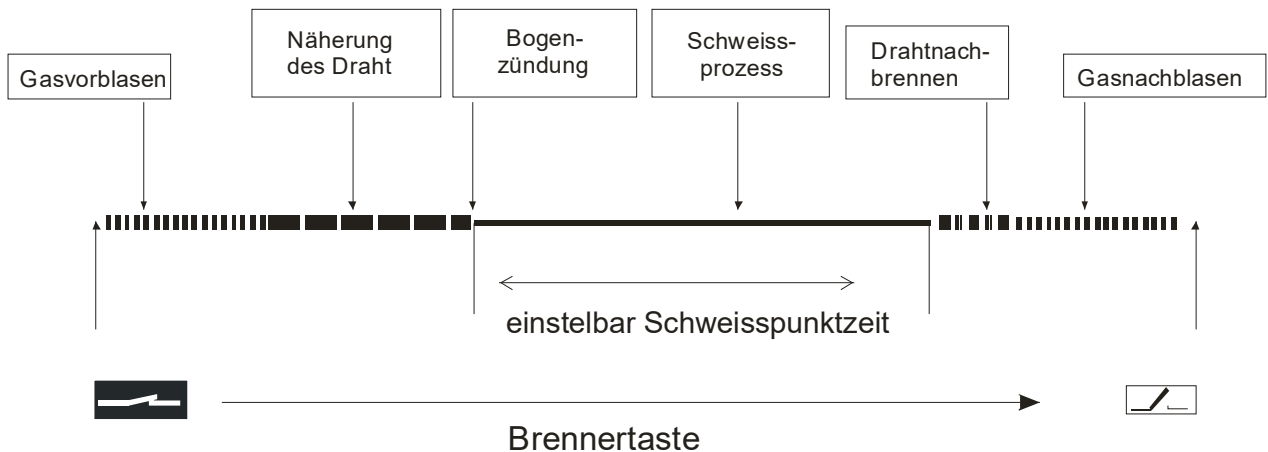 Gasvorblasen
Näherung
des Draht
Bogen-
zündung
Schweiss-
prozess
Drahtnach-
brennen
Gasnachblasen
einstelbar Schweisspunktzeit
Brennertaste